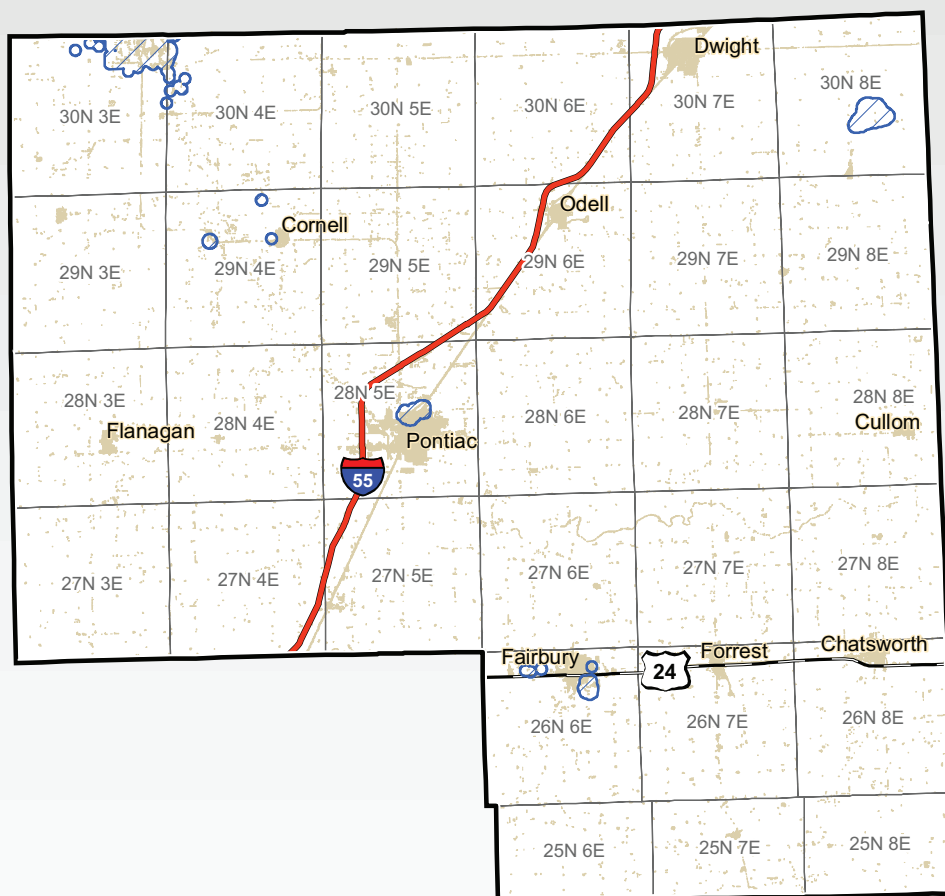 Dwight
30N 3E
30N 4E
30N 5E
30N 6E
30N 7E
30N 8E
Odell
Cornell
29N 3E
29N 4E
29N 5E
29N 6E
29N 7E
29N 8E
28N 3E
Flanagan
28N 4E
28N 5E
Pontiac
55
28N 6E
28N 7E
28N 8E
Cullom
27N 3E
27N 4E
27N 5E
27N 6E
27N 7E
27N 8E
Fairbury
24
Forrest
Chatsworth
26N 6E
26N 7E
26N 8E
25N 6E
25N 7E
25N 8E